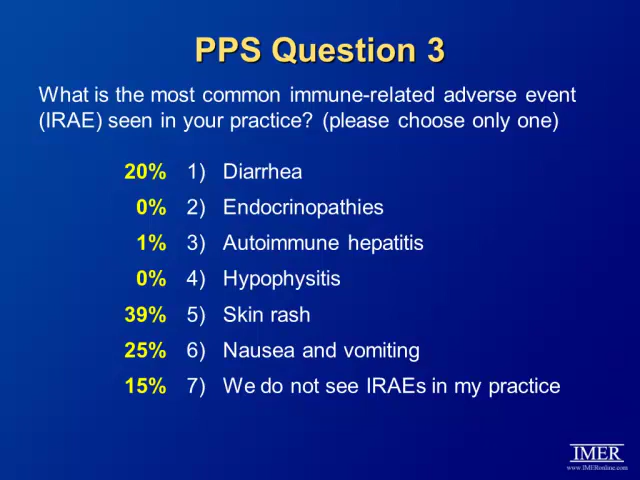 PPS Question 3
What is the most common immune-related adverse event
(IRAE) seen in your practice? (please choose only one)
20% 1) Diarrhea
0% 2) Endocrinopathies
1% 3) Autoimmune hepatitis
0% 4) Hypophysitis
39% 5) Skin rash
25% 6) Nausea and vomiting
15% 7) We do not see IRAEs in my practice
IMER
www.IMERonline.com